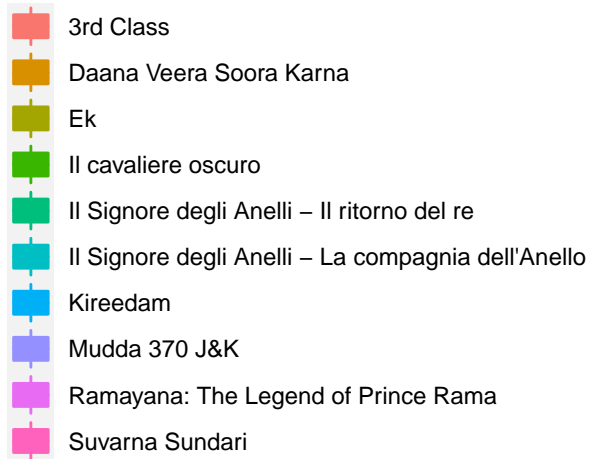 3rd Class
Daana Veera Soora Karna
Ek
Il cavaliere oscuro
Il Signore degli Anelli – Il ritorno del re
Il Signore degli Anelli – La compagnia dell'Anello
Kireedam
Mudda 370 J&K
Ramayana: The Legend of Prince Rama
Suvarna Sundari